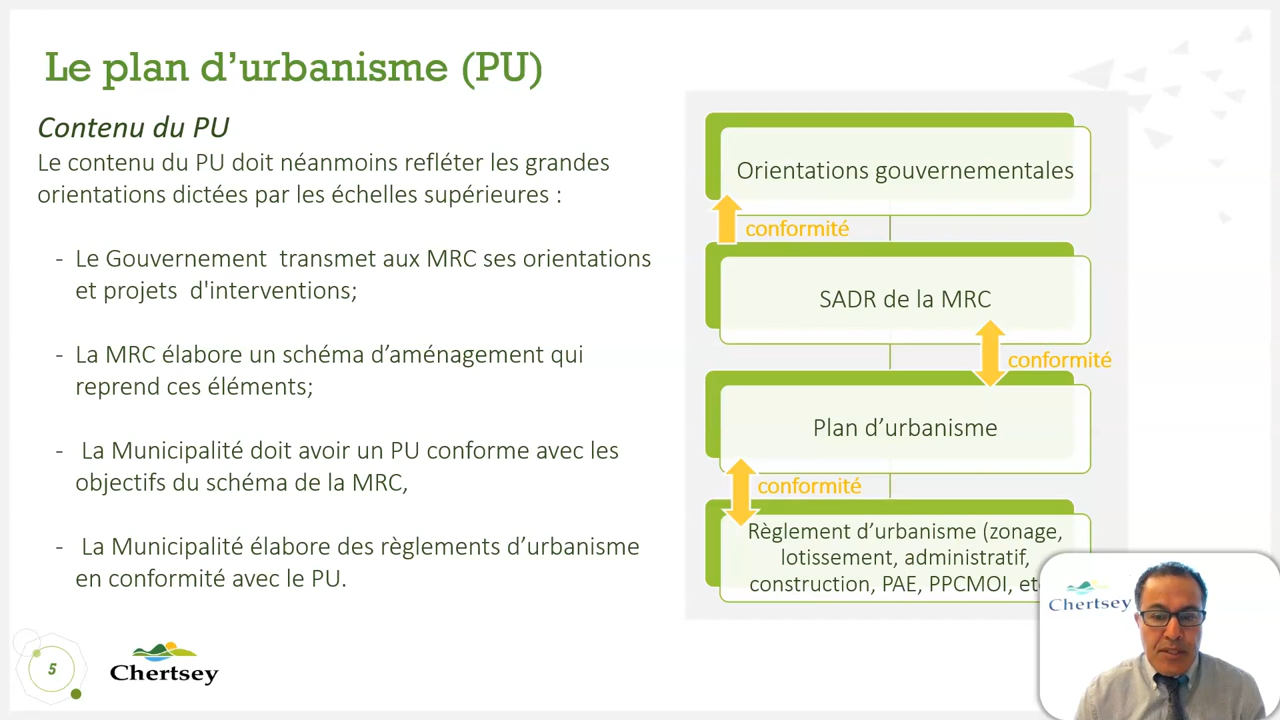 Le plan d’urbanisme (PU)
Contenu du PU
Le contenu du PU doit néanmoins refléter les grandes
orientations dictées par les échelles supérieures :
- Le Gouvernement transmet aux MRC ses orientations
et projets d'interventions;
- La MRC élabore un schéma d’aménagement qui
reprend ces éléments;
- La Municipalité doit avoir un PU conforme avec les
objectifs du schéma de la MRC,
- La Municipalité élabore des règlements d’urbanisme
en conformité avec le PU.
Orientations gouvernementales
conformité
SADR de la MRC
conformité
Plan d’urbanisme
conformité
Règlement d’urbanisme (zonage,
lotissement, administratif,
construction, PAE, PPCMOI,
5
Chertsey
Chertsey